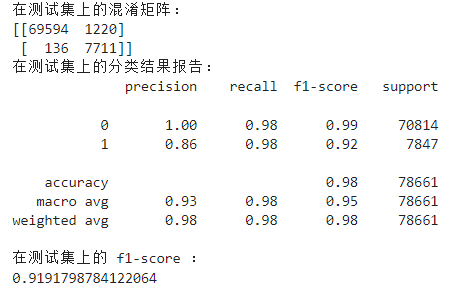 在测试集上的混淆矩阵：
[[69594  1220]
 [  136  7711]]
在测试集上的分类结果报告：
              precision    recall  f1-score   support
           0       1.00      0.98      0.99     70814
           1       0.86      0.98      0.92      7847
    accuracy                           0.98     78661
   macro avg       0.93      0.98      0.95     78661
weighted avg       0.98      0.98      0.98     78661
在测试集上的 f1-score ：
0.9191798784122064